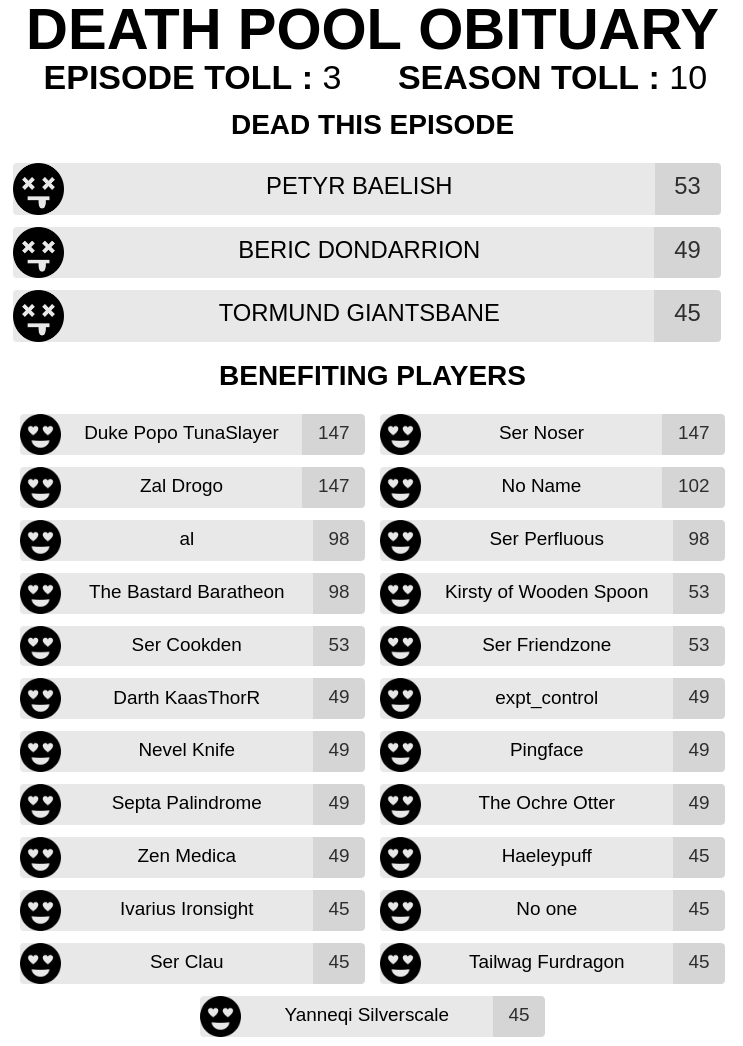 DEATH POOL OBITUARY
EPISODE TOLL : 3 SEASON TOLL : 10
DEAD THIS EPISODE
PETYR BAELISH 53
BERIC DONDARRION 49
TORMUND GIANTSBANE 45
BENEFITING PLAYERS
Duke Popo TunaSlayer 147 Ser Noser 147
Zal Drogo 147 No Name 102
al 98 Ser Perfluous 98
The Bastard Baratheon 98 Kirsty of Wooden Spoon 53
Ser Cookden 53 Ser Friendzone 53
Darth KaasThorR 49 expt_control 49
Nevel Knife 49 Pingface 49
Septa Palindrome 49 The Ochre Otter 49
Zen Medica 49 Haeleypuff 45
Ivarius Ironsight 45 No one 45
Ser Clau 45 Tailwag Furdragon 45
Yanneqi Silverscale 45